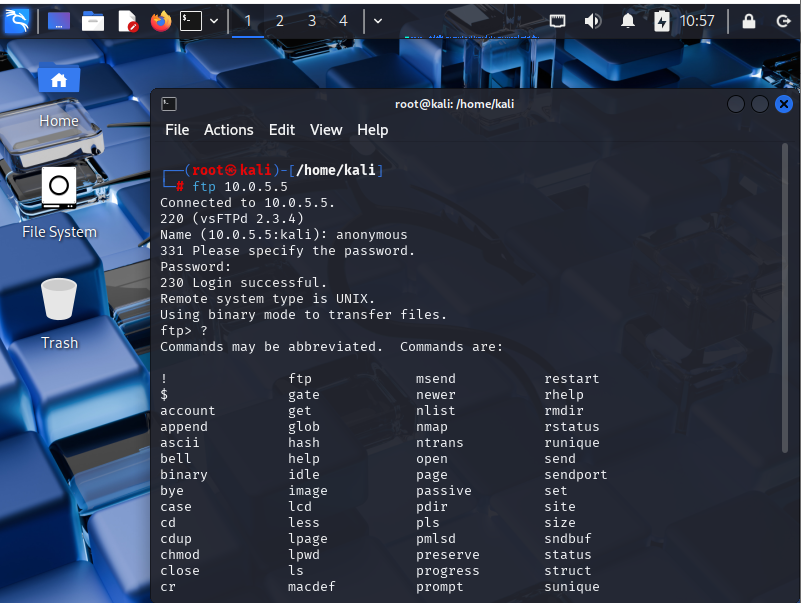 1 2 3 4 10:57
Home
File System
Trash
root@kali: /home/kali
File Actions Edit View Help
┌──(root㉿kali)-[/home/kali]
└─# ftp 10.0.5.5
Connected to 10.0.5.5.
220 (vsFTPd 2.3.4)
Name (10.0.5.5:kali): anonymous
331 Please specify the password.
Password:
230 Login successful.
Remote system type is UNIX.
Using binary mode to transfer files.
ftp> ?
Commands may be abbreviated.  Commands are:
! ftp msend restart
$ gate newer rhelp
account get nlist rmdir
append glob nmap rstatus
ascii hash ntrans runique
bell help open send
binary idle page sendport
bye image passive set
case lcd pdir site
cd less pls size
cdup lpage pmlsd sndbuf
chmod lpwd preserve status
close ls progress struct
cr macdef prompt sunique